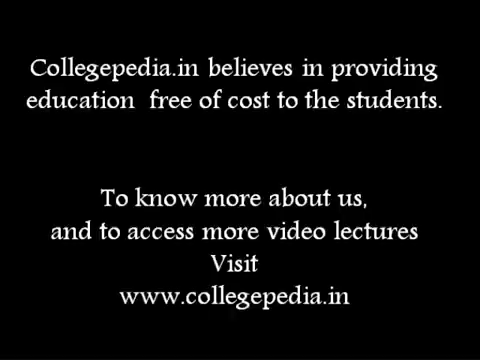 Collegepedia.in believes in providing
education free of cost to the students.
To know more about us,
and to access more video lectures
Visit
www.collegepedia.in